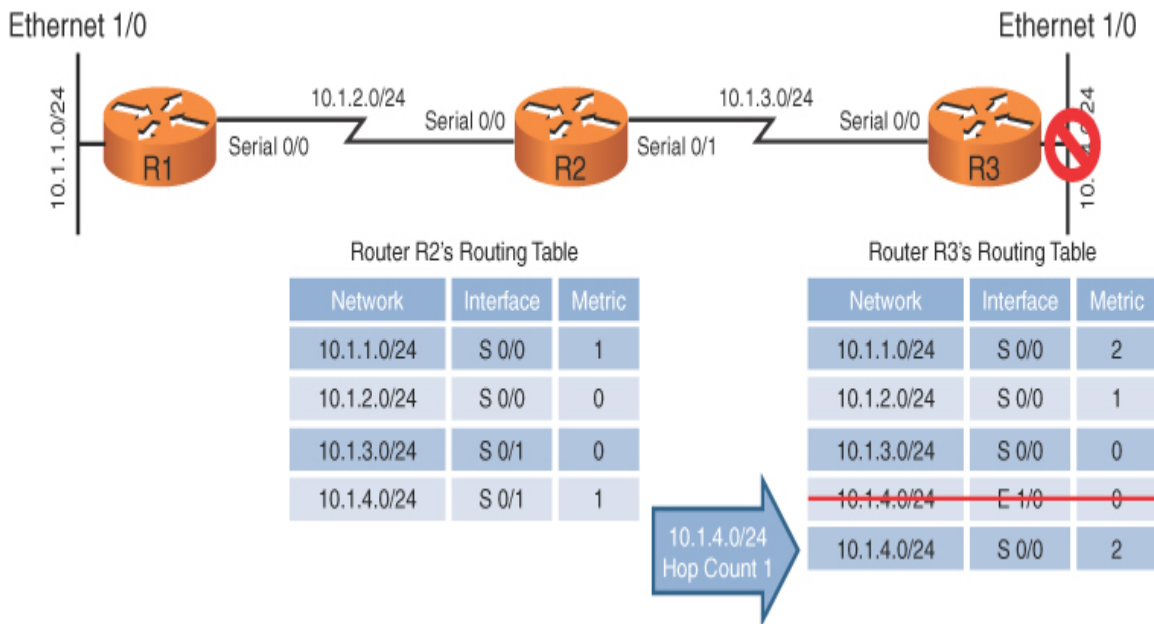 Ethernet 1/0
Ethernet 1/0
10.1.1.0/24
R1
Serial 0/0
10.1.2.0/24
Serial 0/0
R2
Serial 0/1
10.1.3.0/24
Serial 0/0
R3
10. /24
Router R2's Routing Table
Network Interface Metric
10.1.1.0/24 S 0/0 1
10.1.2.0/24 S 0/0 0
10.1.3.0/24 S 0/1 0
10.1.4.0/24 S 0/1 1
10.1.4.0/24
Hop Count 1
Router R3's Routing Table
Network Interface Metric
10.1.1.0/24 S 0/0 2
10.1.2.0/24 S 0/0 1
10.1.3.0/24 S 0/0 0
10.1.4.0/24 E 1/0 0
10.1.4.0/24 S 0/0 2